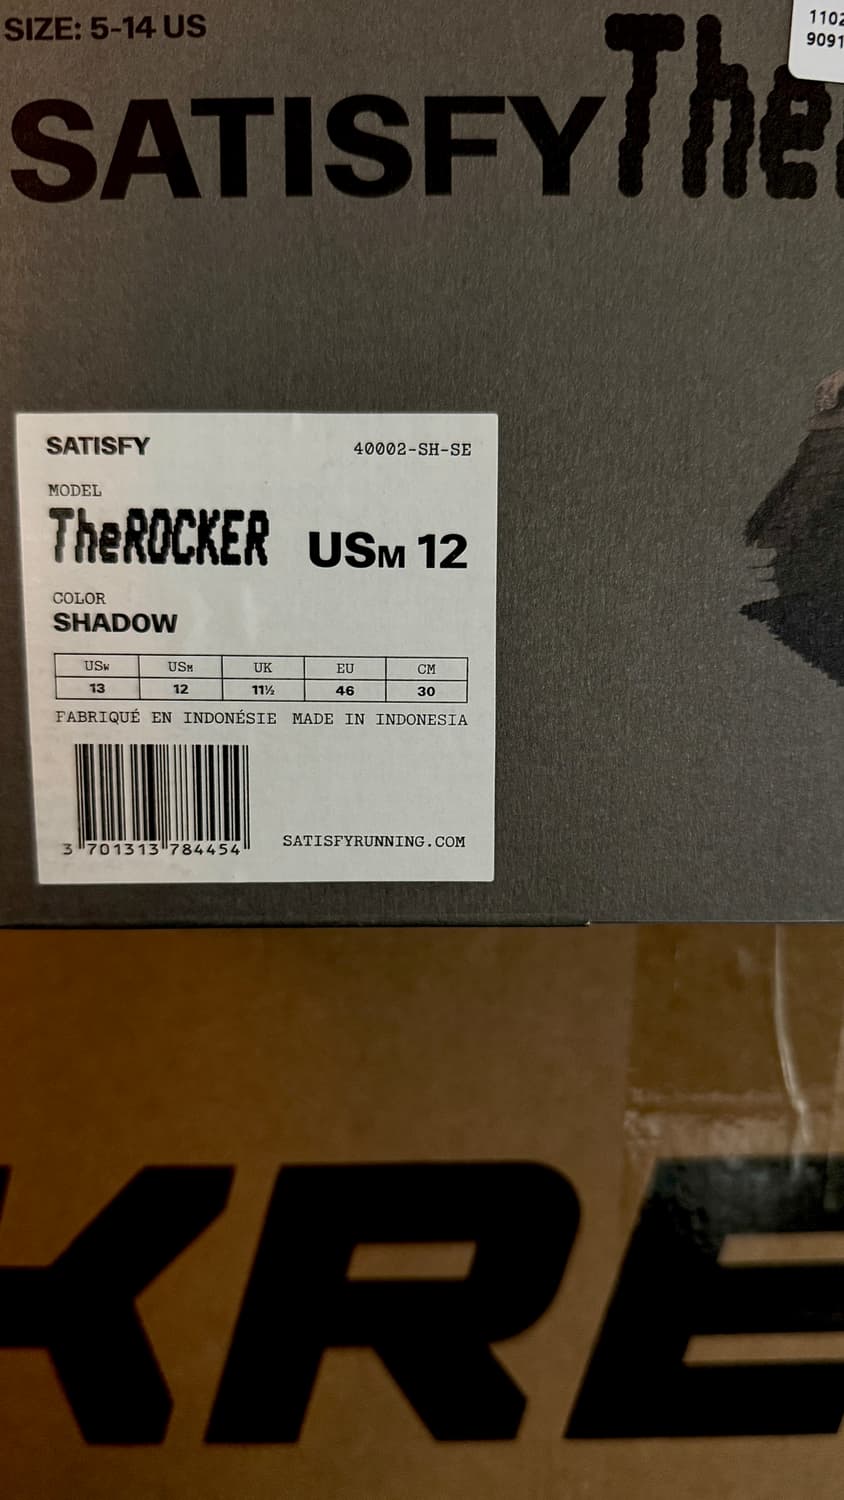 SIZE: 5-14 US
1102
9091
SATISFY The
SATISFY 40002-SH-SE
MODEL
TheROCKER USM 12
COLOR
SHADOW
USW USM UK EU CM
13 12 11½ 46 30
FABRIQUÉ EN INDONÉSIE MADE IN INDONESIA
3 701313 784454
SATISFYRUNNING.COM
KRE